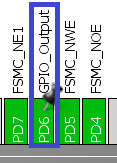 FSMC_NE1
GPIO_Output
FSMC_NWE
FSMC_NOE
PD7
PD6
PD5
PD4